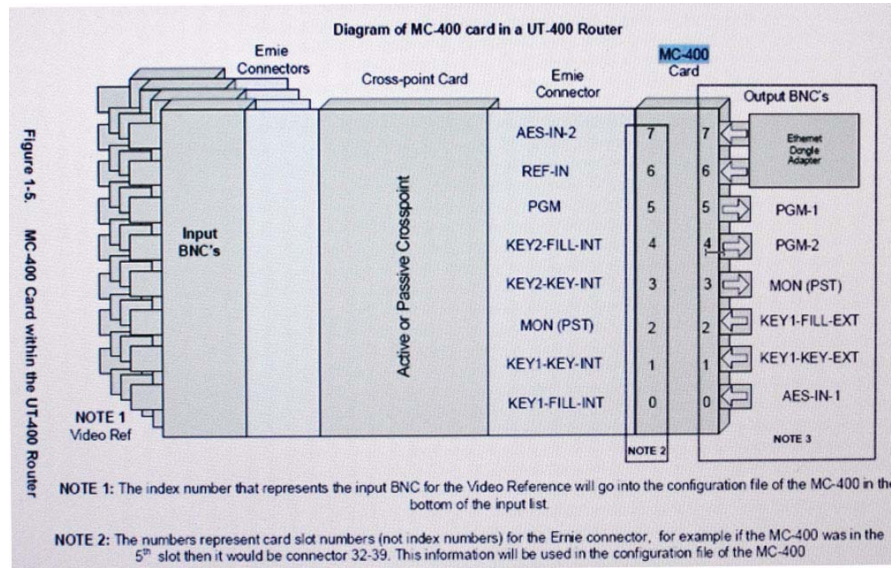 Diagram of MC-400 card in a UT-400 Router
Ernie
Connectors
Cross-point Card
Ernie
Connector
MC-400
Card
Output BNC's
Input
BNC's
Active or Passive Crosspoint
AES-IN-2
7
7
Ethernet
Dongle
Adapter
REF-IN
6
6
PGM
5
5
PGM-1
KEY2-FILL-INT
4
4
PGM-2
KEY2-KEY-INT
3
3
MON (PST)
MON (PST)
2
2
KEY1-FILL-EXT
KEY1-KEY-INT
1
1
KEY1-KEY-EXT
KEY1-FILL-INT
0
0
AES-IN-1
NOTE 1
Video Ref
NOTE 2
NOTE 3
Figure 1-5. MC-400 Card within the UT-400 Router
NOTE 1: The index number that represents the input BNC for the Video Reference will go into the configuration file of the MC-400 in the
bottom of the input list.
NOTE 2: The numbers represent card slot numbers (not index numbers) for the Ernie connector, for example if the MC-400 was in the
5th slot then it would be connector 32-39. This information will be used in the configuration file of the MC-400